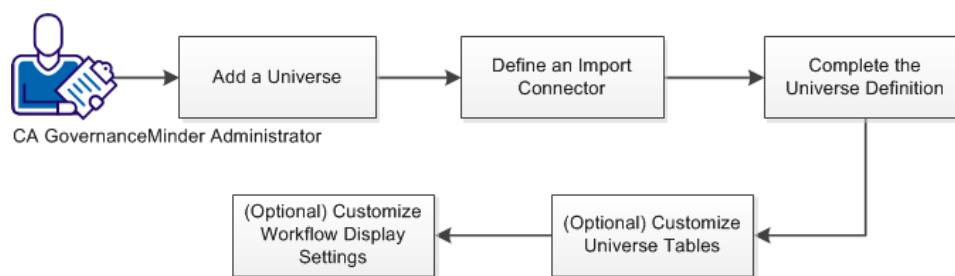 Add a Universe
Define an Import
Connector
Complete the
Universe Definition
CA GovernanceMinder Administrator
(Optional) Customize
Universe Tables
(Optional) Customize
Workflow Display
Settings